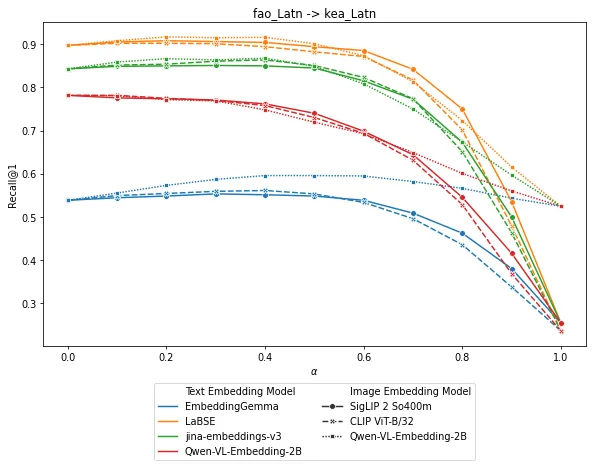 fao_Latn -> kea_Latn
Recall@1
0.9
0.8
0.7
0.6
0.5
0.4
0.3
0.0
0.2
0.4
0.6
0.8
1.0
α
Text Embedding Model
EmbeddingGemma
LaBSE
jina-embeddings-v3
Qwen-VL-Embedding-2B
Image Embedding Model
SigLIP 2 So400m
CLIP ViT-B/32
Qwen-VL-Embedding-2B